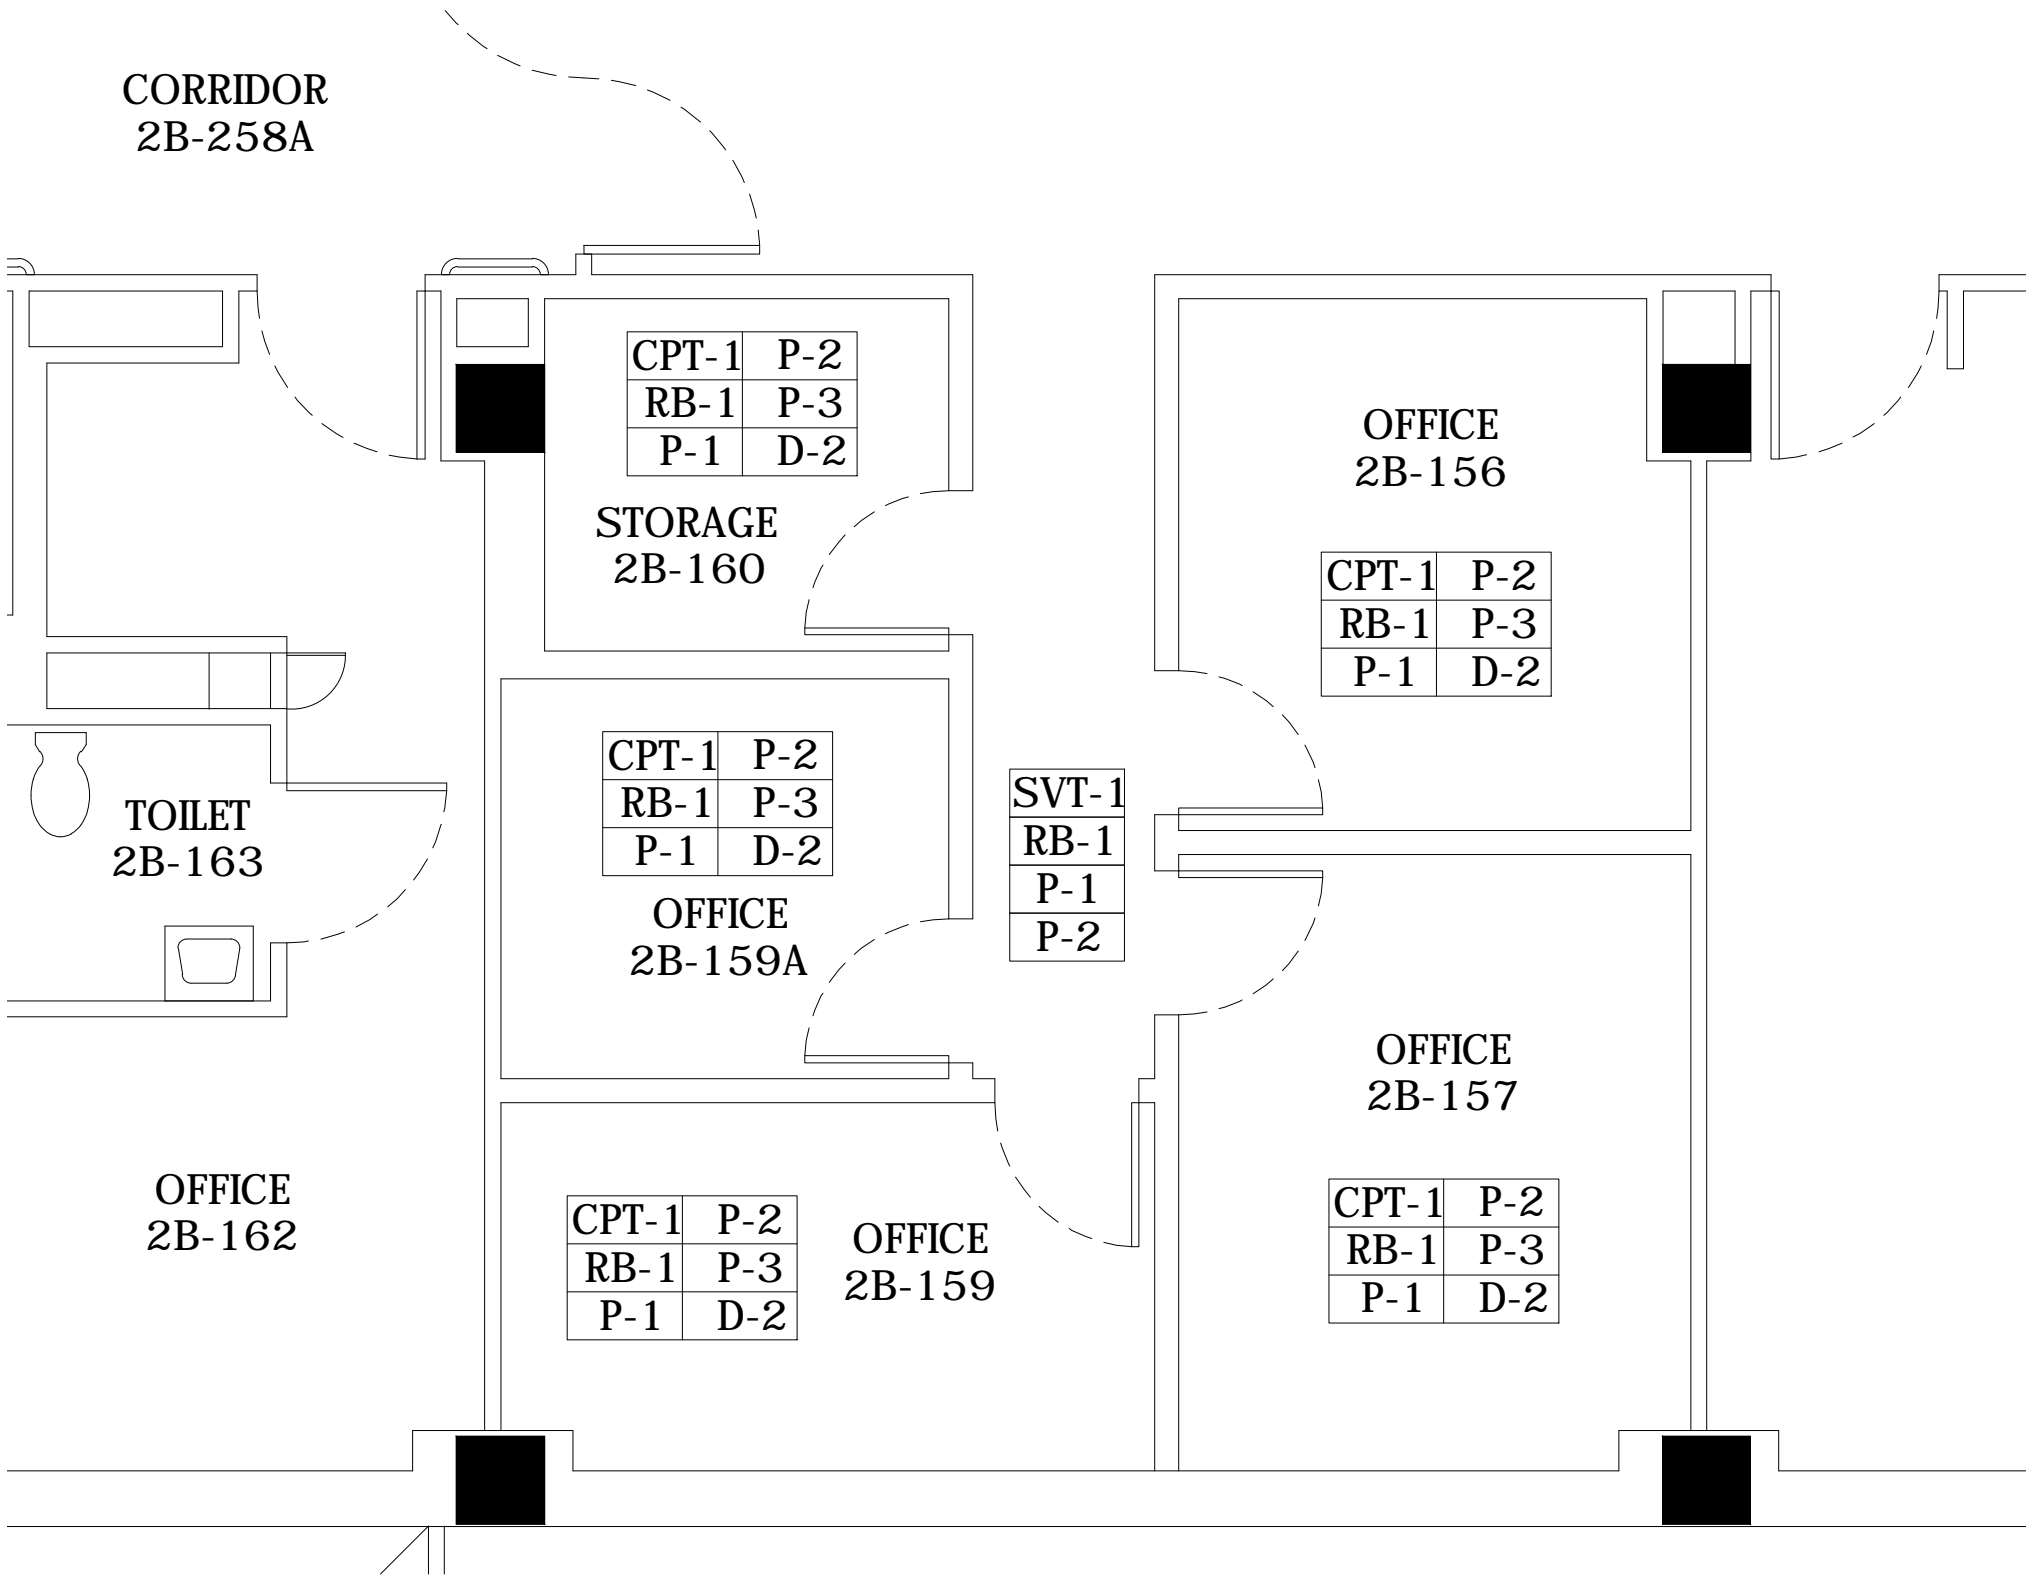 CORRIDOR
2B-258A
CPT-1 P-2
RB-1 P-3
P-1 D-2
STORAGE
2B-160
OFFICE
2B-156
CPT-1 P-2
RB-1 P-3
P-1 D-2
TOILET
2B-163
CPT-1 P-2
RB-1 P-3
P-1 D-2
OFFICE
2B-159A
SVT-1
RB-1
P-1
P-2
OFFICE
2B-157
CPT-1 P-2
RB-1 P-3
P-1 D-2
OFFICE
2B-162
CPT-1 P-2
RB-1 P-3
P-1 D-2
OFFICE
2B-159